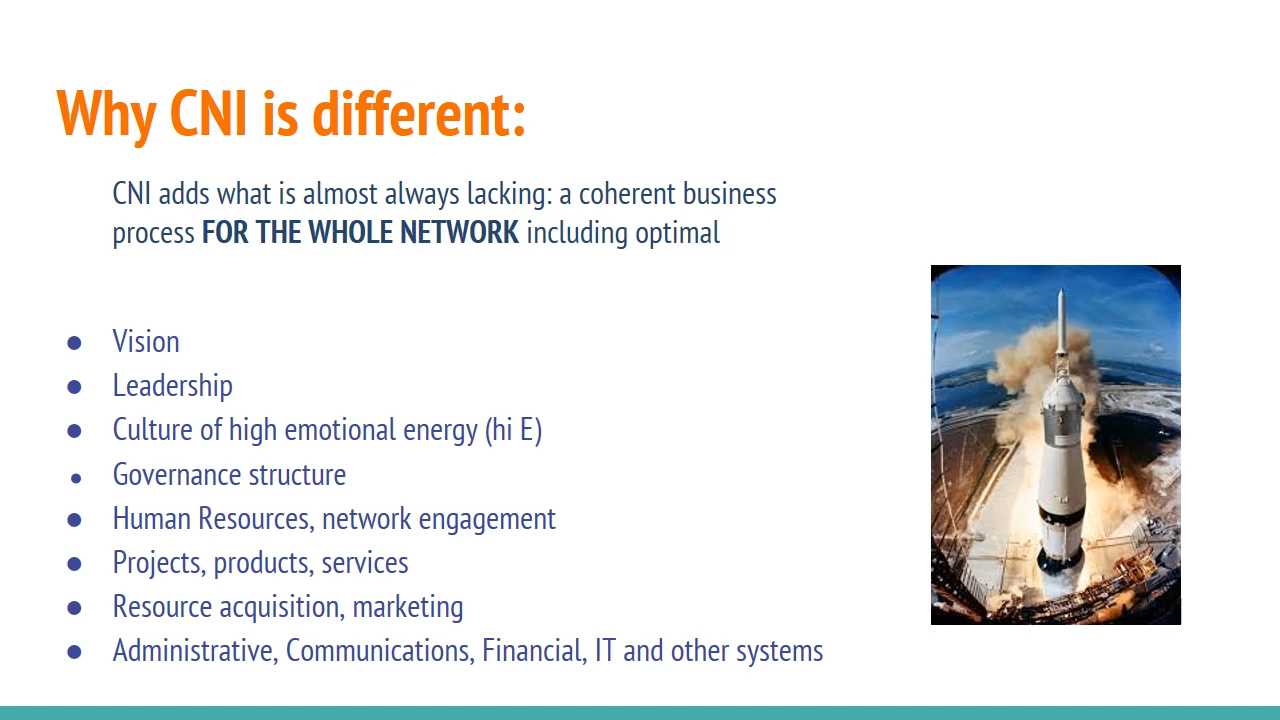 Why CNI is different:
CNI adds what is almost always lacking: a coherent business
process FOR THE WHOLE NETWORK including optimal
● Vision
● Leadership
● Culture of high emotional energy (hi E)
● Governance structure
● Human Resources, network engagement
● Projects, products, services
● Resource acquisition, marketing
● Administrative, Communications, Financial, IT and other systems